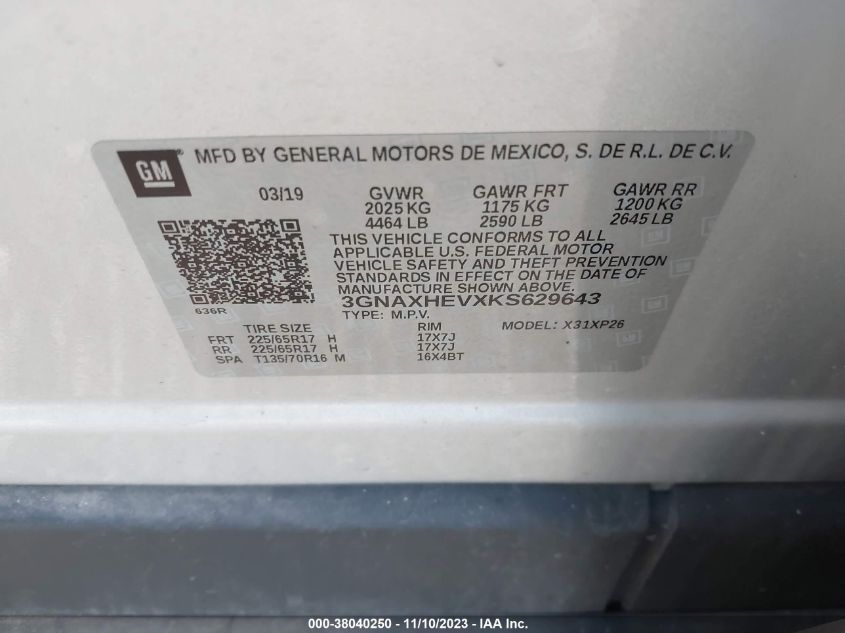 GM
MFD BY GENERAL MOTORS DE MEXICO, S. DE R.L. DE C.V.
03/19 GVWR GAWR FRT GAWR RR
2025 KG 1175 KG 1200 KG
4464 LB 2590 LB 2645 LB
THIS VEHICLE CONFORMS TO ALL
APPLICABLE U.S. FEDERAL MOTOR
VEHICLE SAFETY AND THEFT PREVENTION
STANDARDS IN EFFECT ON THE DATE OF
MANUFACTURE SHOWN ABOVE.
3GNAXHEVXKS629643
636R TYPE: M.P.V. MODEL: X31XP26
TIRE SIZE RIM
FRT 225/65R17 H 17X7J
RR 225/65R17 H 17X7J
SPA T135/70R16 M 16X4BT
000-38040250 - 11/10/2023 - IAA Inc.